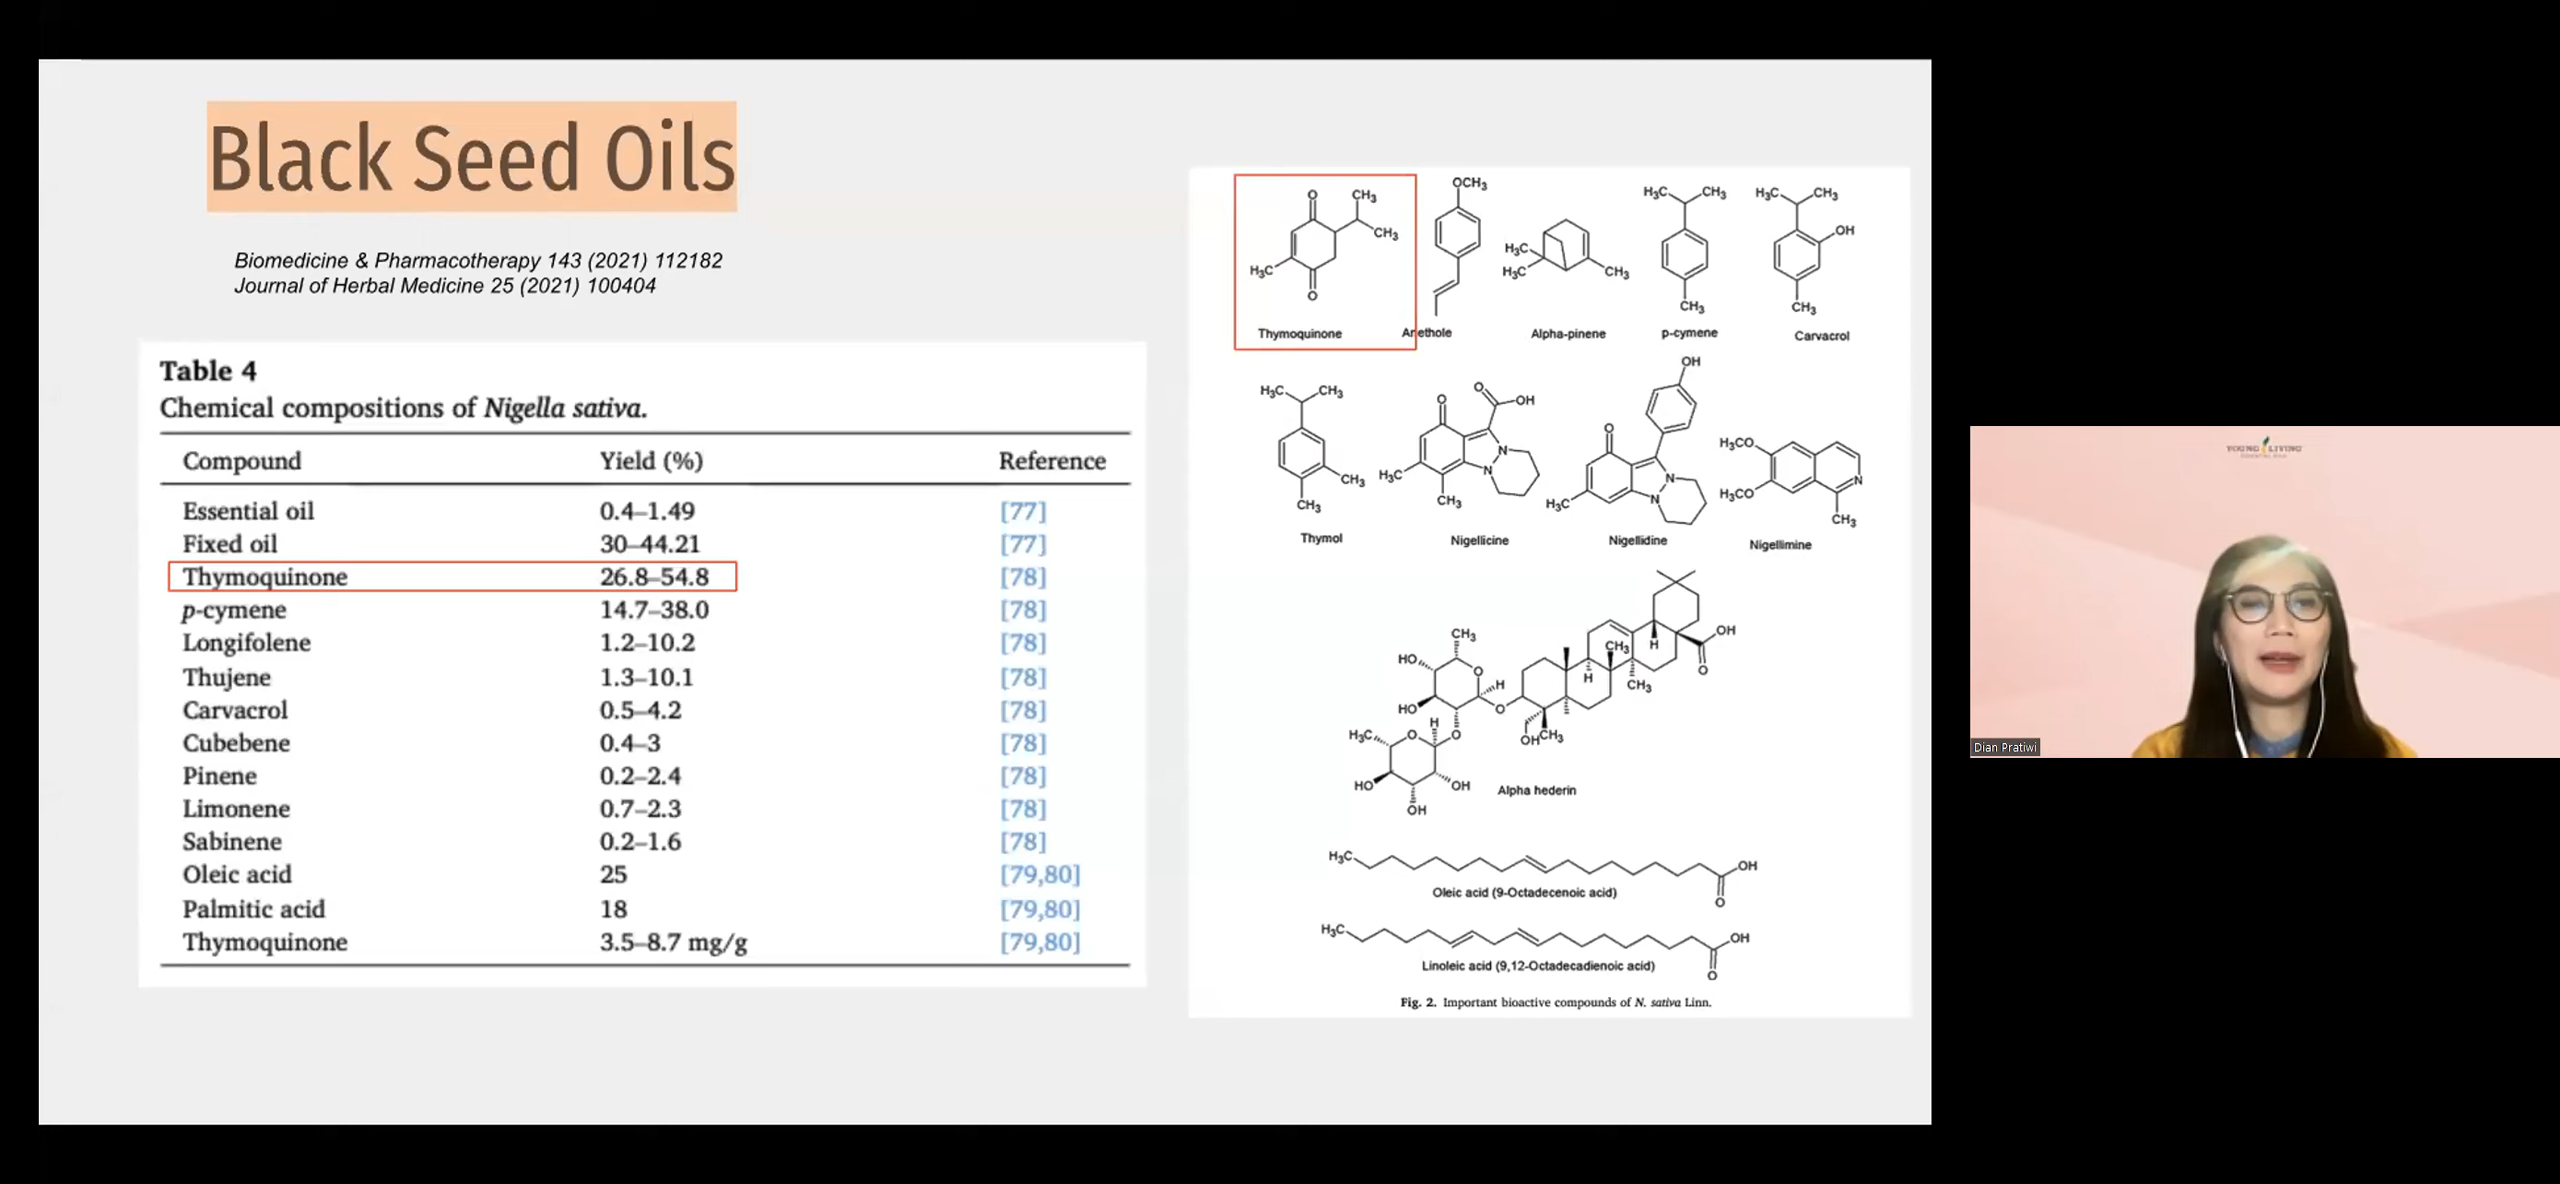 Black Seed Oils
Biomedicine & Pharmacotherapy 143 (2021) 112182
Journal of Herbal Medicine 25 (2021) 100404
Table 4
Chemical compositions of Nigella sativa.
Compound Yield (%) Reference
Essential oil 0.4–1.49 [77]
Fixed oil 30–44.21 [77]
Thymoquinone 26.8–54.8 [78]
p-cymene 14.7–38.0 [78]
Longifolene 1.2–10.2 [78]
Thujene 1.3–10.1 [78]
Carvacrol 0.5–4.2 [78]
Cubebene 0.4–3 [78]
Pinene 0.2–2.4 [78]
Limonene 0.7–2.3 [78]
Sabinene 0.2–1.6 [78]
Oleic acid 25 [79,80]
Palmitic acid 18 [79,80]
Thymoquinone 3.5–8.7 mg/g [79,80]
O CH3 CH3 H3C O
Thymoquinone
OCH3
Anethole
H3C H3C CH3
Alpha-pinene
H3C CH3 CH3
p-cymene
H3C CH3 OH CH3
Carvacrol
H3C CH3 CH3 CH3
Thymol
O O OH N N H3C CH3
Nigellicine
OH O N N H3C
Nigellidine
H3CO H3CO N CH3
Nigellimine
CH3 HO O H HO O H H3C O O HO OH OH OH CH3 H CH3 CH3 H OH O
Alpha hederin
H3C OH O
Oleic acid (9-Octadecenoic acid)
H3C OH O
Linoleic acid (9,12-Octadecadienoic acid)
Fig. 2. Important bioactive compounds of N. sativa Linn.
YOUNG LIVING
ESSENTIAL OILS
Dian Pratiwi